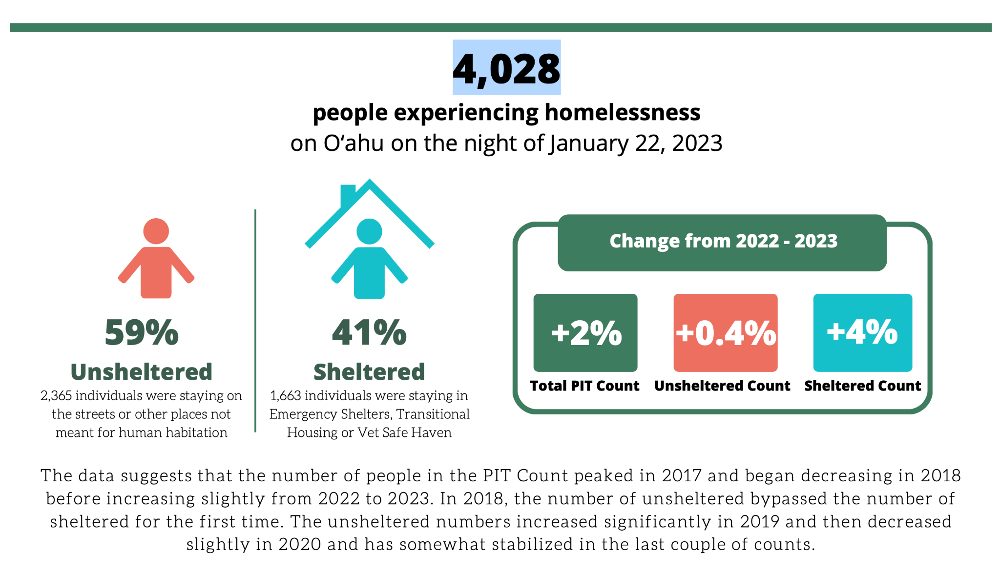 4,028
people experiencing homelessness
on Oʻahu on the night of January 22, 2023
59%
Unsheltered
2,365 individuals were staying on
the streets or other places not
meant for human habitation
41%
Sheltered
1,663 individuals were staying in
Emergency Shelters, Transitional
Housing or Vet Safe Haven
Change from 2022 - 2023
+2%
Total PIT Count
+0.4%
Unsheltered Count
+4%
Sheltered Count
The data suggests that the number of people in the PIT Count peaked in 2017 and began decreasing in 2018
before increasing slightly from 2022 to 2023. In 2018, the number of unsheltered bypassed the number of
sheltered for the first time. The unsheltered numbers increased significantly in 2019 and then decreased
slightly in 2020 and has somewhat stabilized in the last couple of counts.